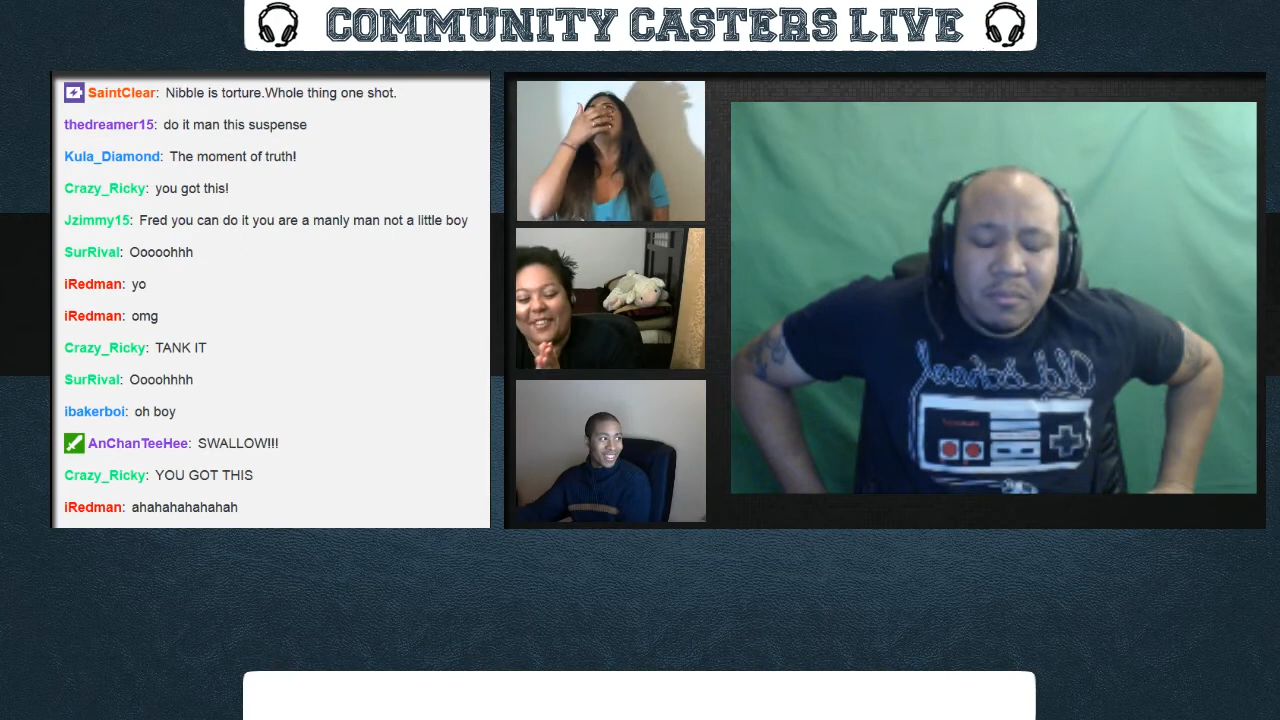 COMMUNITY CASTERS LIVE
SaintClear: Nibble is torture.Whole thing one shot.
thedreamer15: do it man this suspense
Kula_Diamond: The moment of truth!
Crazy_Ricky: you got this!
Jzimmy15: Fred you can do it you are a manly man not a little boy
SurRival: Ooooohhh
iRedman: yo
iRedman: omg
Crazy_Ricky: TANK IT
SurRival: Oooohhhh
ibakerboi: oh boy
AnChanTeeHee: SWALLOW!!!
Crazy_Ricky: YOU GOT THIS
iRedman: ahahahahahahah
Old School